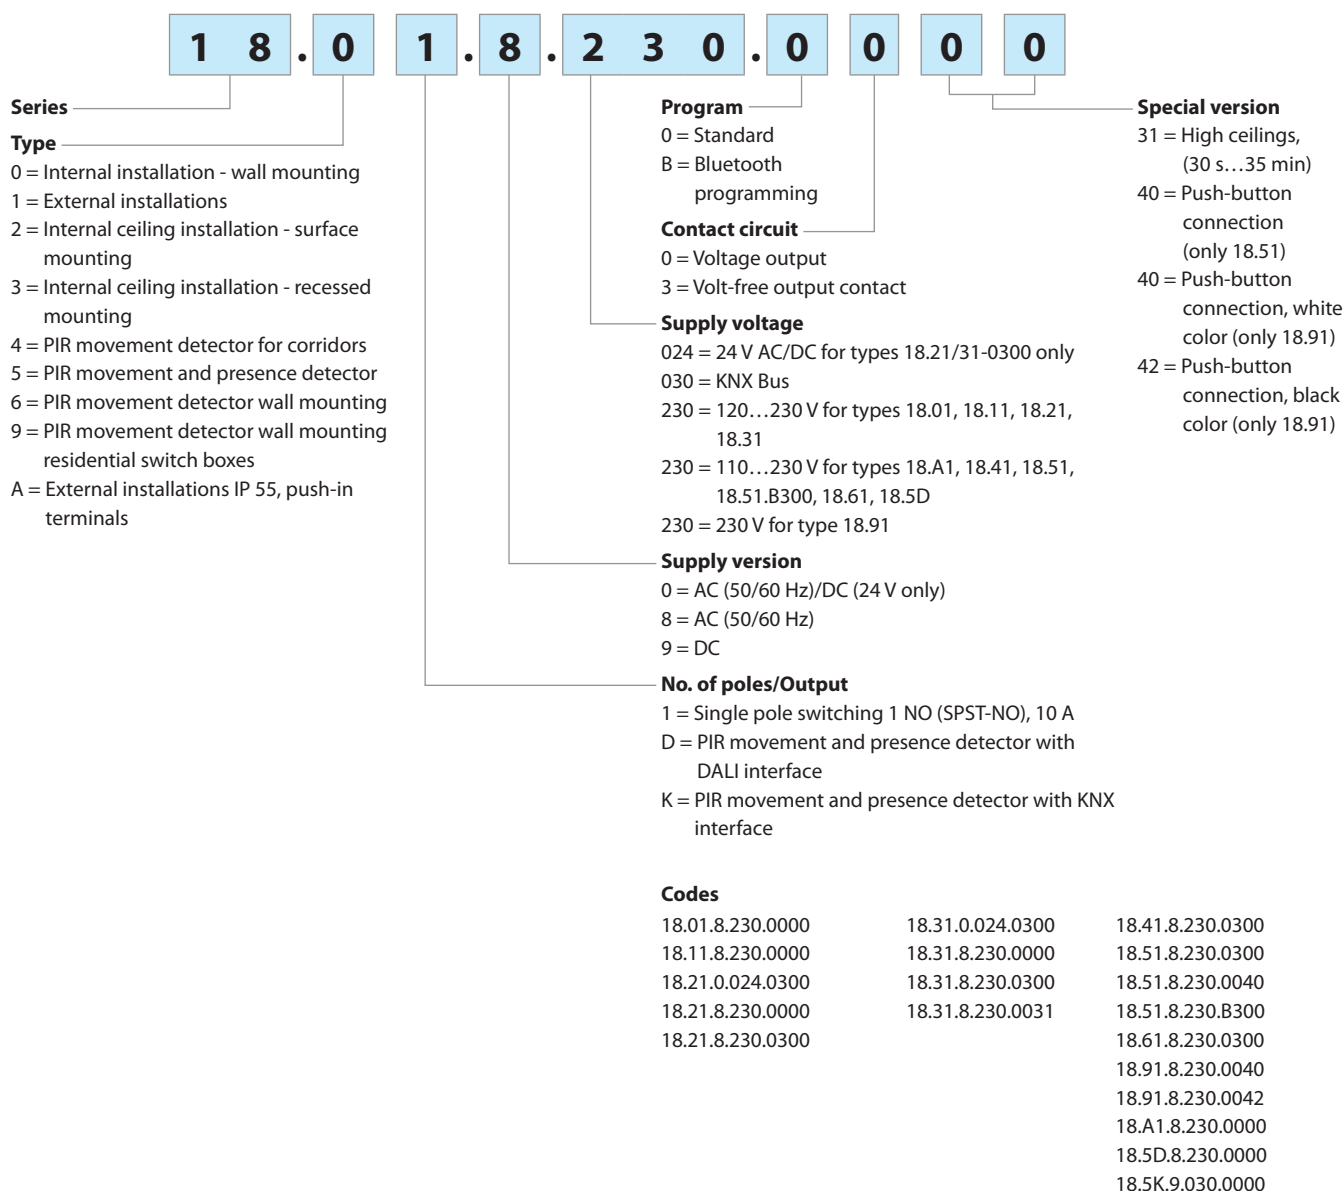 18.01.8.230.0000
Series
Type
0 = Internal installation - wall mounting
1 = External installations
2 = Internal ceiling installation - surface
mounting
3 = Internal ceiling installation - recessed
mounting
4 = PIR movement detector for corridors
5 = PIR movement and presence detector
6 = PIR movement detector wall mounting
9 = PIR movement detector wall mounting
residential switch boxes
A = External installations IP 55, push-in
terminals
Program
0 = Standard
B = Bluetooth
programming
Contact circuit
0 = Voltage output
3 = Volt-free output contact
Supply voltage
024 = 24 V AC/DC for types 18.21/31-0300 only
030 = KNX Bus
230 = 120…230 V for types 18.01, 18.11, 18.21,
18.31
230 = 110…230 V for types 18.A1, 18.41, 18.51,
18.51.B300, 18.61, 18.5D
230 = 230 V for type 18.91
Supply version
0 = AC (50/60 Hz)/DC (24 V only)
8 = AC (50/60 Hz)
9 = DC
No. of poles/Output
1 = Single pole switching 1 NO (SPST-NO), 10 A
D = PIR movement and presence detector with
DALI interface
K = PIR movement and presence detector with KNX
interface
Special version
31 = High ceilings,
(30 s…35 min)
40 = Push-button
connection
(only 18.51)
40 = Push-button
connection, white
color (only 18.91)
42 = Push-button
connection, black
color (only 18.91)
Codes
18.01.8.230.0000
18.11.8.230.0000
18.21.0.024.0300
18.21.8.230.0000
18.21.8.230.0300
18.31.0.024.0300
18.31.8.230.0000
18.31.8.230.0300
18.31.8.230.0031
18.41.8.230.0300
18.51.8.230.0300
18.51.8.230.0040
18.51.8.230.B300
18.61.8.230.0300
18.91.8.230.0040
18.91.8.230.0042
18.A1.8.230.0000
18.5D.8.230.0000
18.5K.9.030.0000